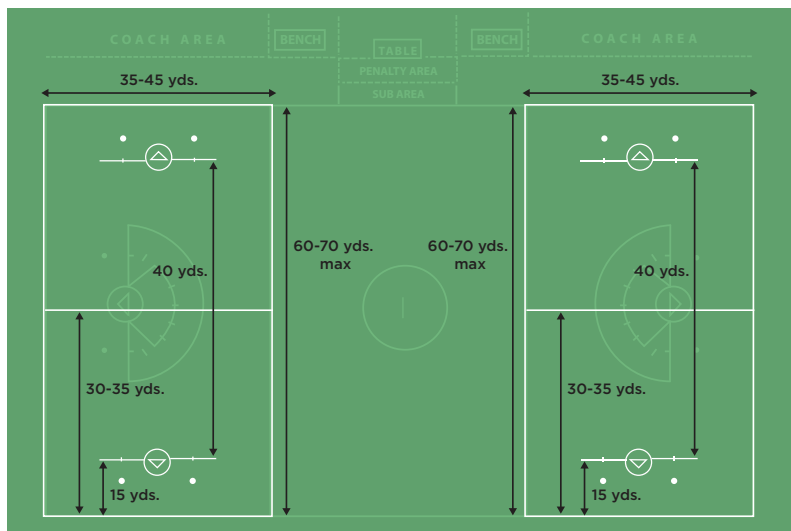 COACH AREA
BENCH
TABLE
BENCH
COACH AREA
PENALTY AREA
SUB AREA
35-45 yds.
35-45 yds.
60-70 yds.
max
60-70 yds.
max
40 yds.
40 yds.
30-35 yds.
30-35 yds.
15 yds.
15 yds.